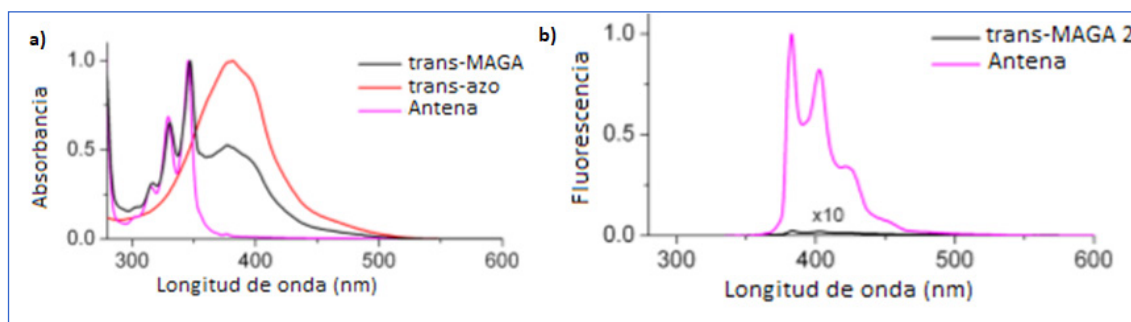 a)
1.0
0.5
0.0
Absorbancia
trans-MAGA
trans-azo
Antena
300
400
500
600
Longitud de onda (nm)
b)
1.0
0.5
0.0
Fluorescencia
trans-MAGA 2
Antena
x10
300
400
500
600
Longitud de onda (nm)